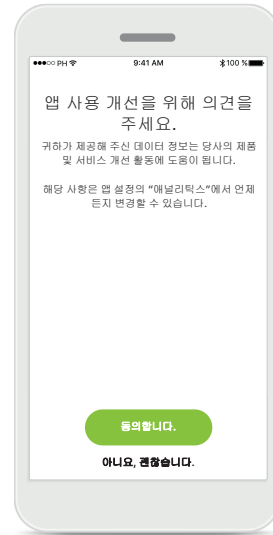 ●●●○○ PH 9:41 AM 100 %
앱 사용 개선을 위해 의견을
주세요.
귀하가 제공해 주신 데이터 정보는 당사의 제품
및 서비스 개선 활동에 도움이 됩니다.
해당 사항은 앱 설정의 “애널리틱스”에서 언제
든지 변경할 수 있습니다.
동의합니다.
아니요, 괜찮습니다.